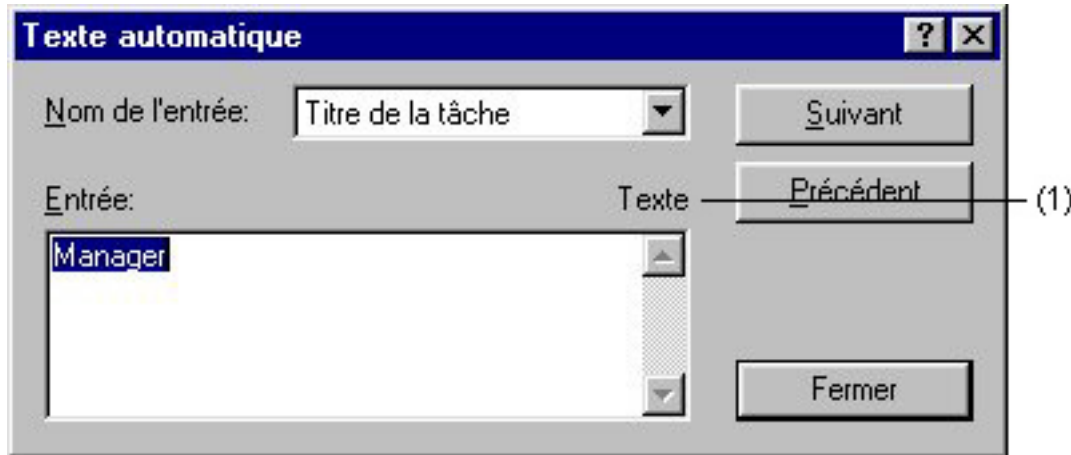 Texte automatique
Nom de l'entrée: Titre de la tâche Suivant
Entrée: Texte Précédent (1)
Manager
Fermer